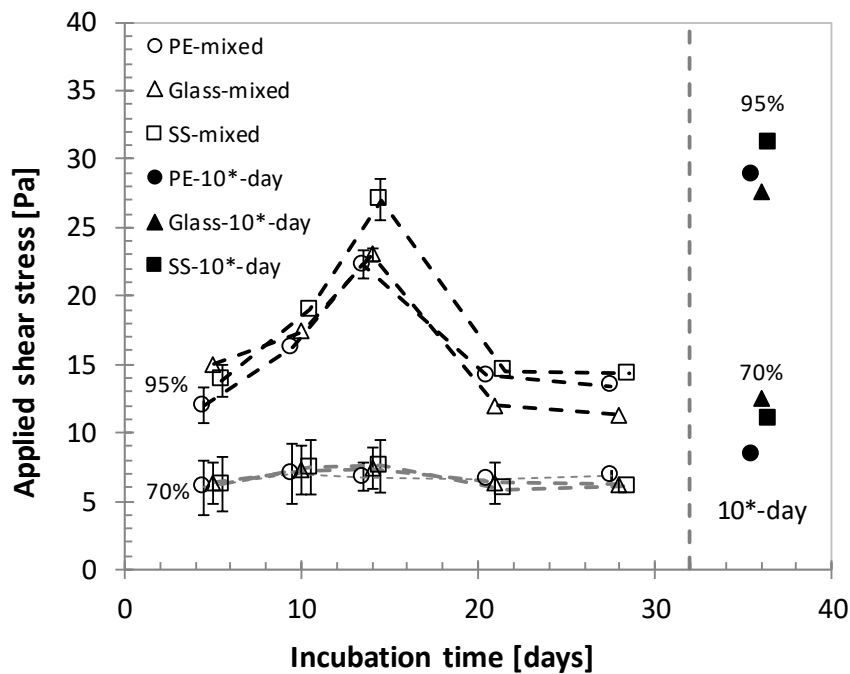 40
35
30
25
20
15
10
5
0
Applied shear stress [Pa]
PE-mixed
Glass-mixed
SS-mixed
PE-10*-day
Glass-10*-day
SS-10*-day
95%
70%
95%
70%
10*-day
0 10 20 30 40
Incubation time [days]